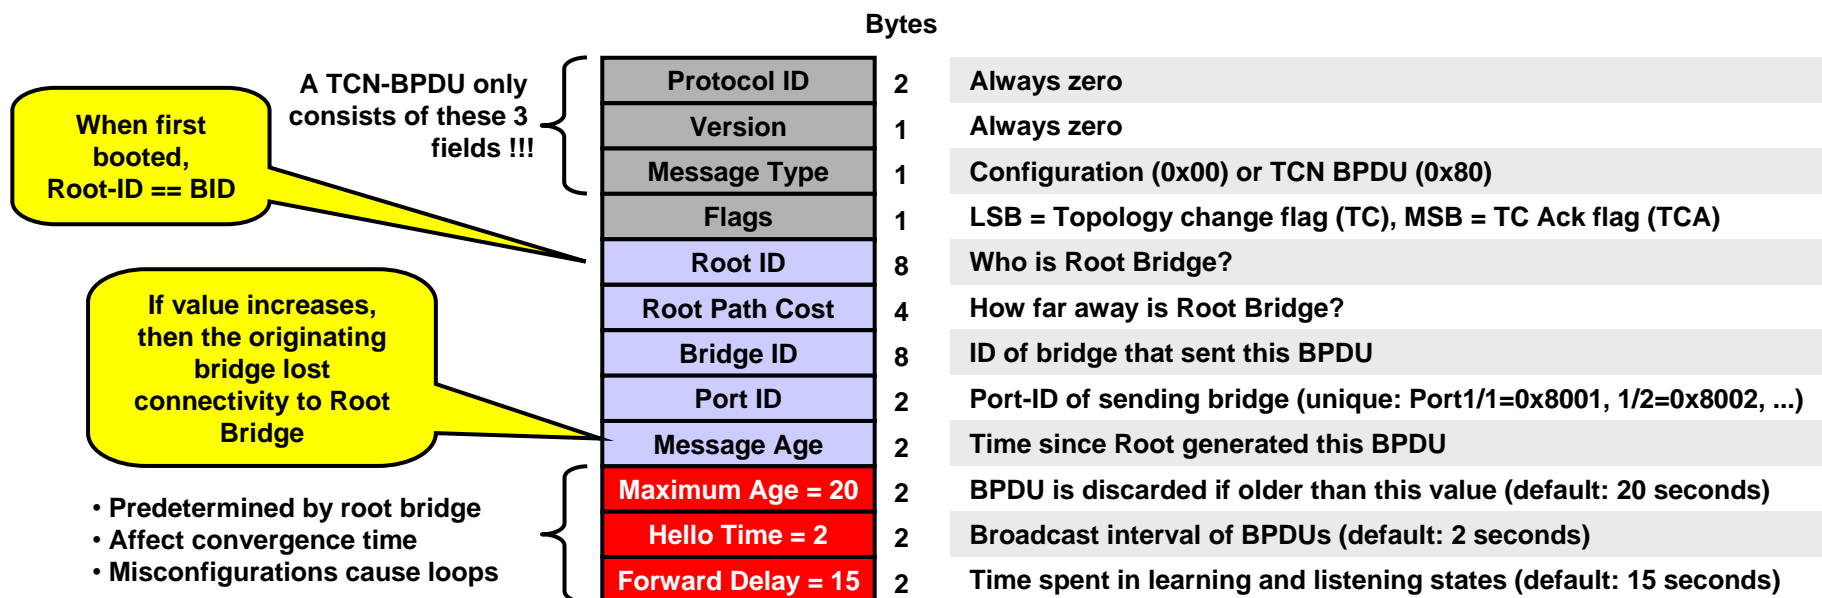 Bytes
A TCN-BPDU only
consists of these 3
fields !!!
When first
booted,
Root-ID == BID
If value increases,
then the originating
bridge lost
connectivity to Root
Bridge
• Predetermined by root bridge
• Affect convergence time
• Misconfigurations cause loops
Protocol ID 2 Always zero
Version 1 Always zero
Message Type 1 Configuration (0x00) or TCN BPDU (0x80)
Flags 1 LSB = Topology change flag (TC), MSB = TC Ack flag (TCA)
Root ID 8 Who is Root Bridge?
Root Path Cost 4 How far away is Root Bridge?
Bridge ID 8 ID of bridge that sent this BPDU
Port ID 2 Port-ID of sending bridge (unique: Port1/1=0x8001, 1/2=0x8002, ...)
Message Age 2 Time since Root generated this BPDU
Maximum Age = 20 2 BPDU is discarded if older than this value (default: 20 seconds)
Hello Time = 2 2 Broadcast interval of BPDUs (default: 2 seconds)
Forward Delay = 15 2 Time spent in learning and listening states (default: 15 seconds)